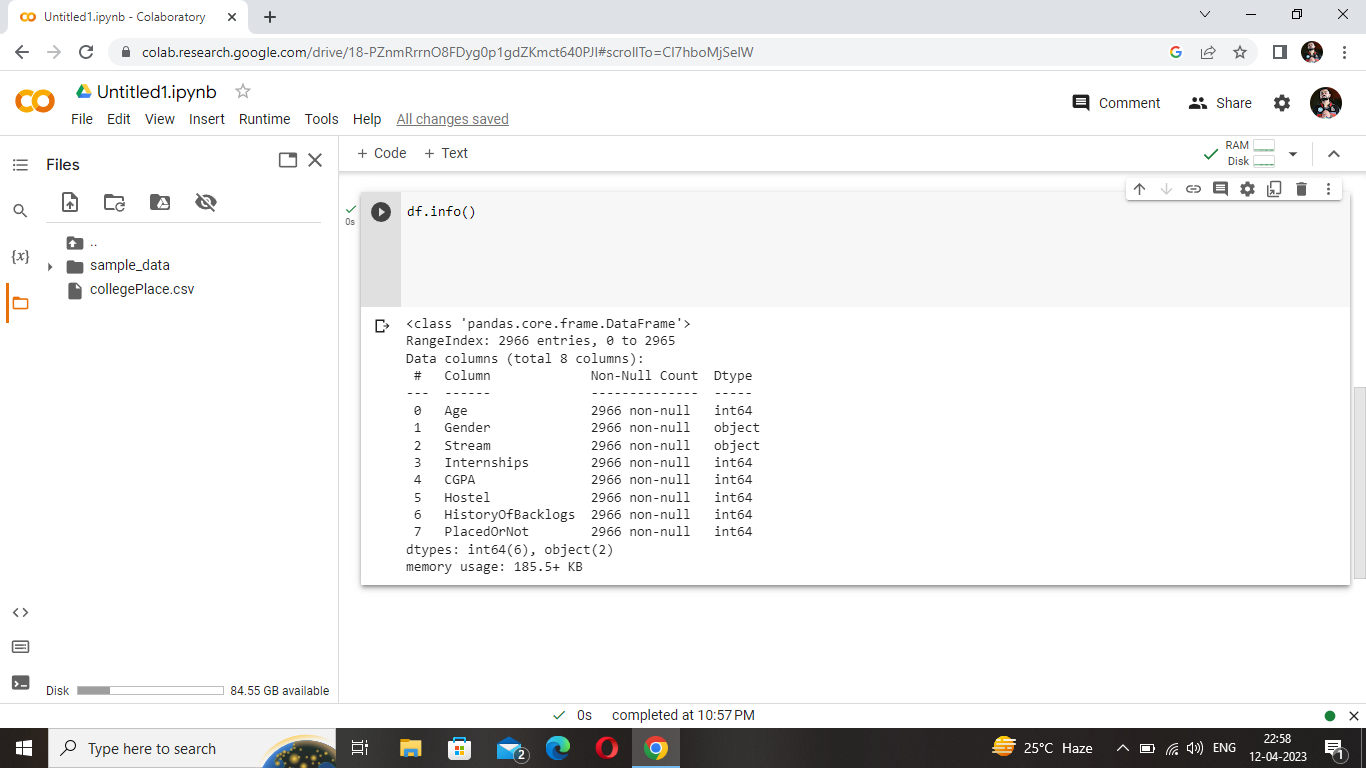 Untitled1.ipynb - Colaboratory
colab.research.google.com/drive/18-PZnmRrrnO8FDyg0p1gdZKmct640PJI#scrollTo=CI7hboMjSelW
Untitled1.ipynb
File Edit View Insert Runtime Tools Help All changes saved
Comment Share
Files
+ Code + Text
RAM
Disk
..
sample_data
collegePlace.csv
{x}
0s
df.info()
<class 'pandas.core.frame.DataFrame'>
RangeIndex: 2966 entries, 0 to 2965
Data columns (total 8 columns):
 #   Column             Non-Null Count  Dtype
---  ------             --------------  -----
 0   Age                2966 non-null   int64
 1   Gender             2966 non-null   object
 2   Stream             2966 non-null   object
 3   Internships        2966 non-null   int64
 4   CGPA               2966 non-null   int64
 5   Hostel             2966 non-null   int64
 6   HistoryOfBacklogs  2966 non-null   int64
 7   PlacedOrNot        2966 non-null   int64
dtypes: int64(6), object(2)
memory usage: 185.5+ KB
Disk 84.55 GB available
0s completed at 10:57 PM
Type here to search
2
25°C Haze
ENG
22:58
12-04-2023
1